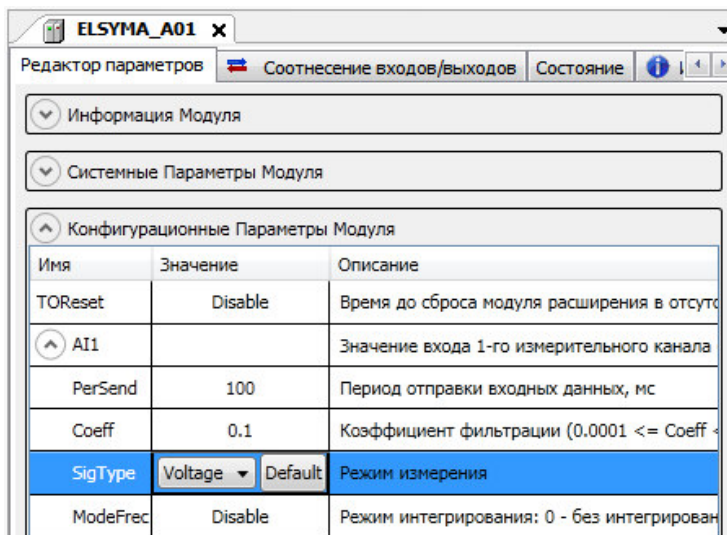 ELSYMA_A01 X
Редактор параметров Соотнесение входов/выходов Состояние
Информация Модуля
Системные Параметры Модуля
Конфигурационные Параметры Модуля
Имя Значение Описание
TOReset Disable Время до сброса модуля расширения в отсутс
AI1 Значение входа 1-го измерительного канала
PerSend 100 Период отправки входных данных, мс
Coeff 0.1 Коэффициент фильтрации (0.0001 <= Coeff <
SigType Voltage Default Режим измерения
ModeFrec Disable Режим интегрирования: 0 - без интегрирован